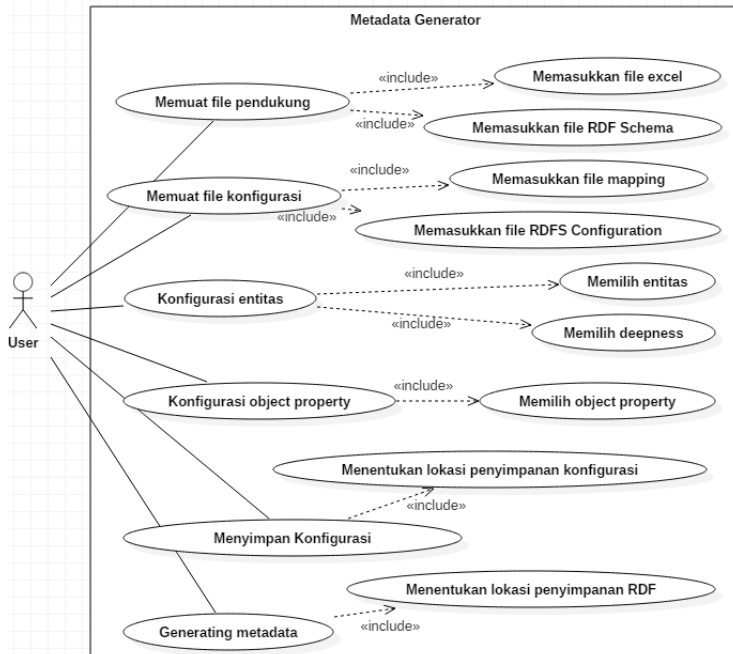 Metadata Generator
«include»
Memasukkan file excel
Memuat file pendukung
«include»
Memasukkan file RDF Schema
«include»
Memasukkan file mapping
Memuat file konfigurasi
«include»
Memasukkan file RDFS Configuration
«include»
Memilih entitas
Konfigurasi entitas
«include»
Memilih deepness
User
«include»
Konfigurasi object property
Memilih object property
Menentukan lokasi penyimpanan konfigurasi
«include»
Menyimpan Konfigurasi
Menentukan lokasi penyimpanan RDF
«include»
Generating metadata